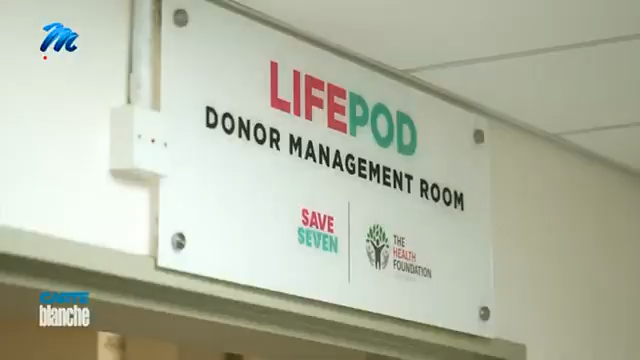 M
LIFEPOD
DONOR MANAGEMENT ROOM
SAVE
SEVEN
THE
HEALTH
FOUNDATION
CARTE
blanche